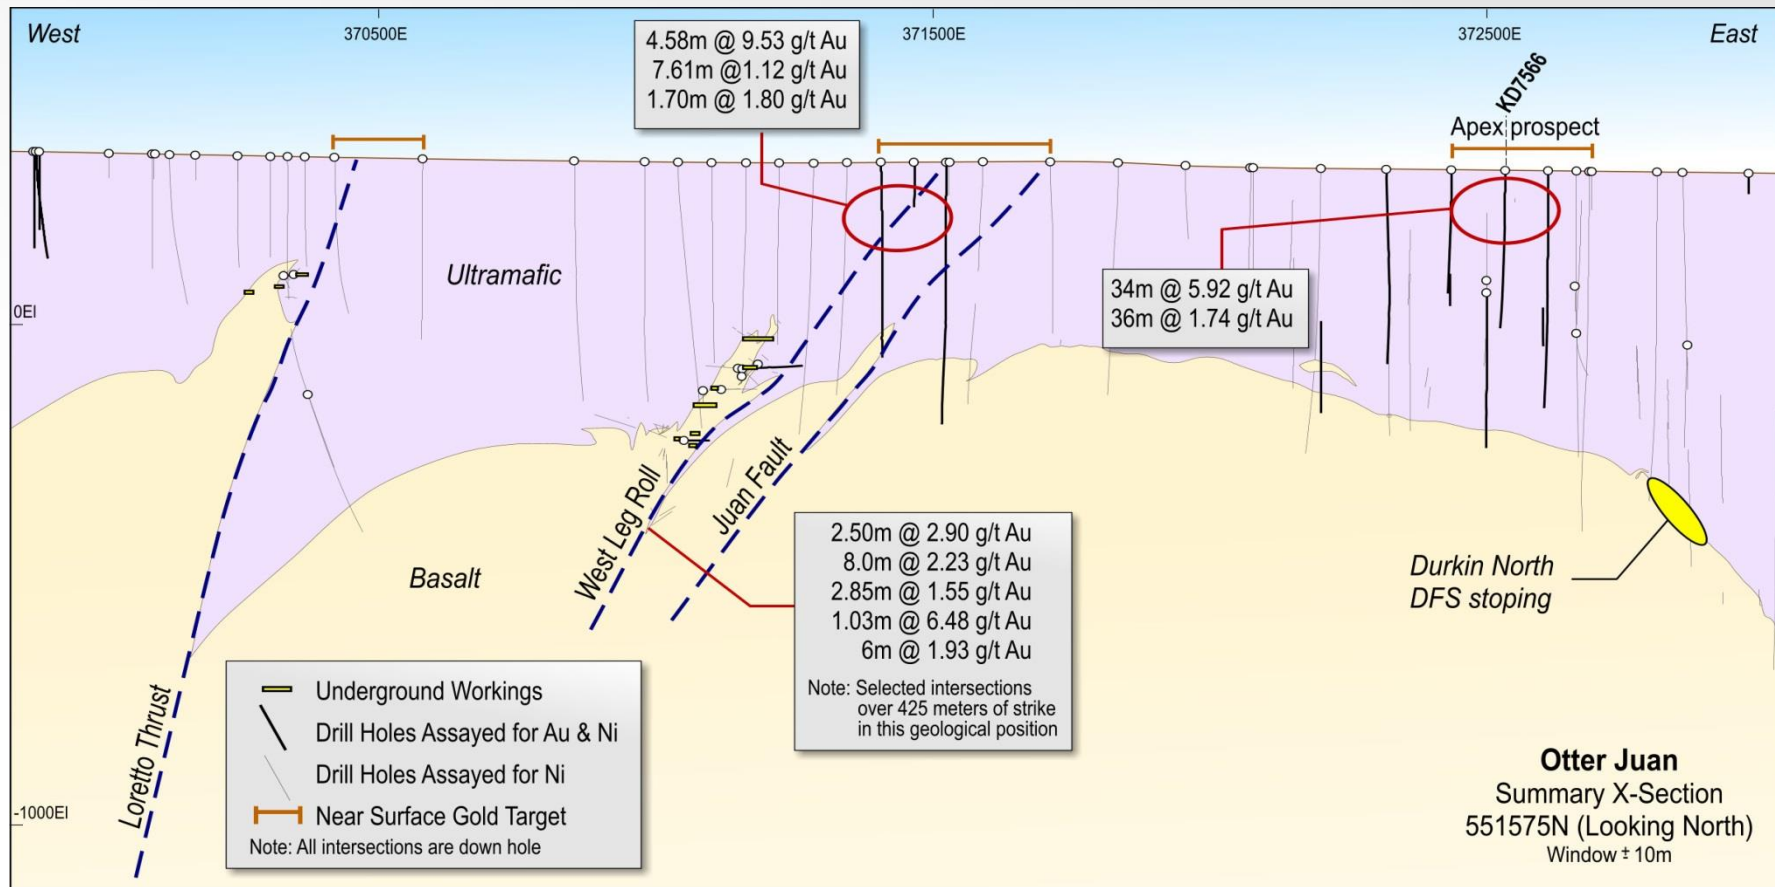 West
370500E
371500E
372500E
East
4.58m @ 9.53 g/t Au
7.61m @1.12 g/t Au
1.70m @ 1.80 g/t Au
KD7566
Apex prospect
Ultramafic
0El
34m @ 5.92 g/t Au
36m @ 1.74 g/t Au
West Leg Roll
Juan Fault
Basalt
2.50m @ 2.90 g/t Au
8.0m @ 2.23 g/t Au
2.85m @ 1.55 g/t Au
1.03m @ 6.48 g/t Au
6m @ 1.93 g/t Au
Note: Selected intersections
over 425 meters of strike
in this geological position
Durkin North
DFS stoping
Loretto Thrust
Underground Workings
Drill Holes Assayed for Au & Ni
Drill Holes Assayed for Ni
Near Surface Gold Target
Note: All intersections are down hole
-1000El
Otter Juan
Summary X-Section
551575N (Looking North)
Window ± 10m